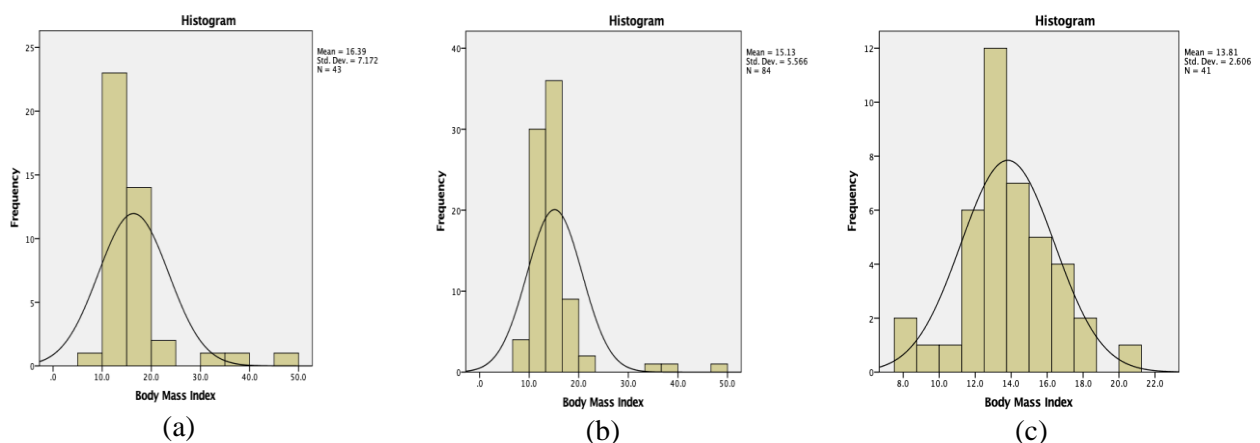 Histogram
Mean = 16.39
Std. Dev. = 7.172
N = 43
Frequency
25
20
15
10
5
0
.0 10.0 20.0 30.0 40.0 50.0
Body Mass Index
(a)
Histogram
Mean = 15.13
Std. Dev. = 5.566
N = 84
Frequency
40
30
20
10
0
.0 10.0 20.0 30.0 40.0 50.0
Body Mass Index
(b)
Histogram
Mean = 13.81
Std. Dev. = 2.606
N = 41
Frequency
12
10
8
6
4
2
0
8.0 10.0 12.0 14.0 16.0 18.0 20.0 22.0
Body Mass Index
(c)